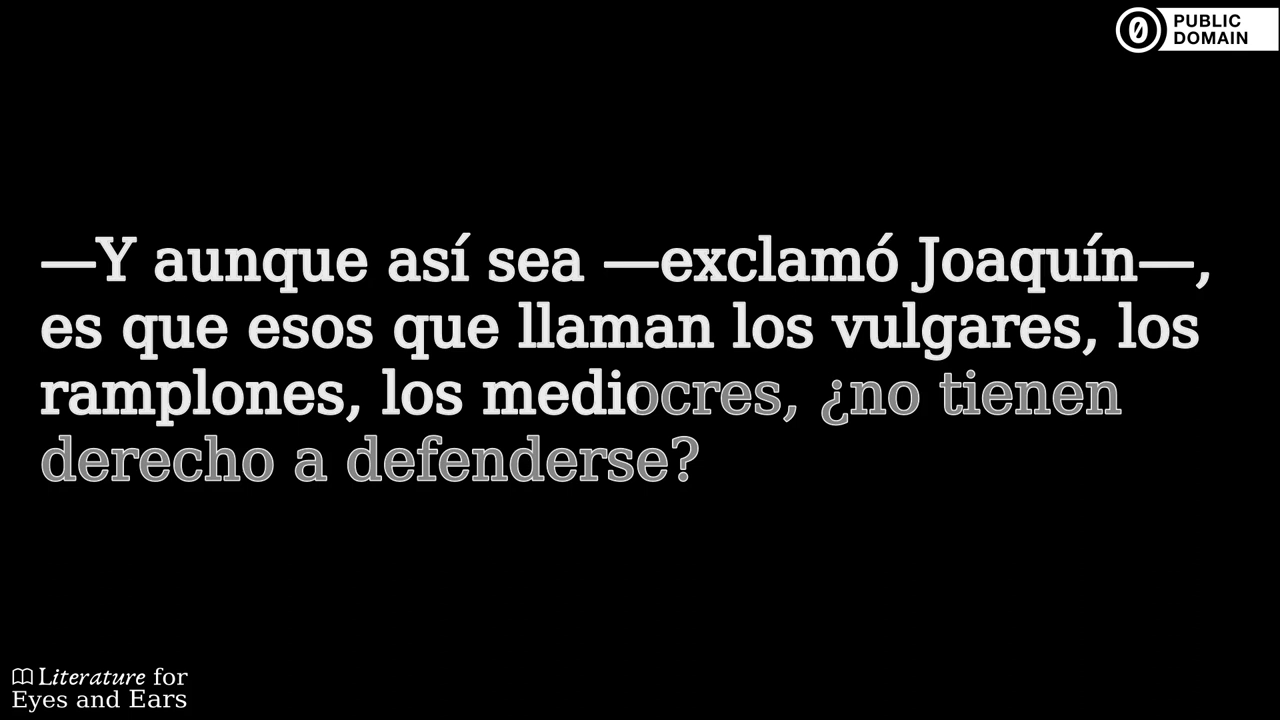 PUBLIC
DOMAIN
—Y aunque así sea —exclamó Joaquín—,
es que esos que llaman los vulgares, los
ramplones, los mediocres, ¿no tienen
derecho a defenderse?
Literature for
Eyes and Ears